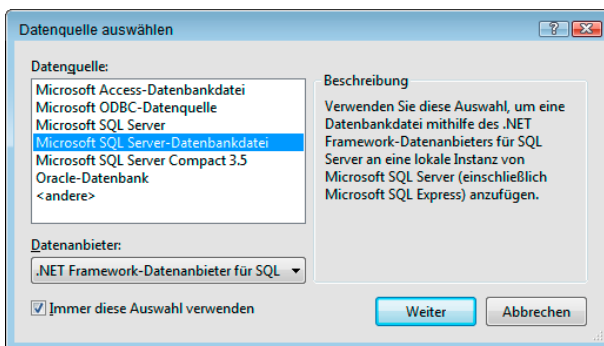 Datenquelle auswählen
Datenquelle:
Microsoft Access-Datenbankdatei
Microsoft ODBC-Datenquelle
Microsoft SQL Server
Microsoft SQL Server-Datenbankdatei
Microsoft SQL Server Compact 3.5
Oracle-Datenbank
<andere>
Datenanbieter:
.NET Framework-Datenanbieter für SQL
Immer diese Auswahl verwenden
Beschreibung
Verwenden Sie diese Auswahl, um eine
Datenbankdatei mithilfe des .NET
Framework-Datenanbieters für SQL
Server an eine lokale Instanz von
Microsoft SQL Server (einschließlich
Microsoft SQL Express) anzufügen.
Weiter
Abbrechen